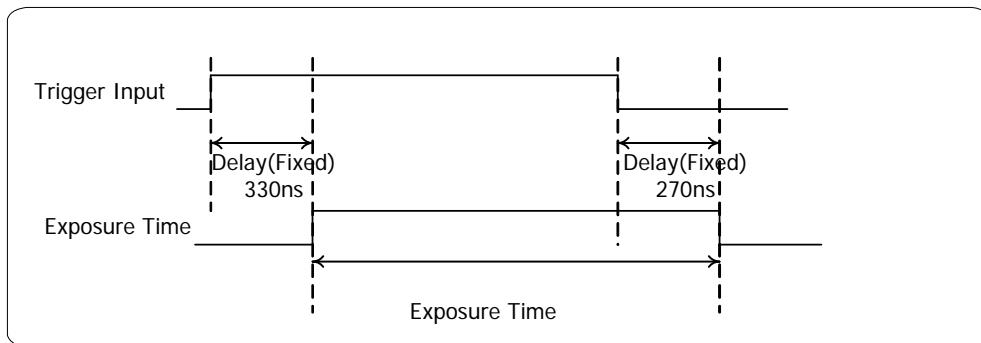 Trigger Input
Delay(Fixed)
330ns
Delay(Fixed)
270ns
Exposure Time
Exposure Time